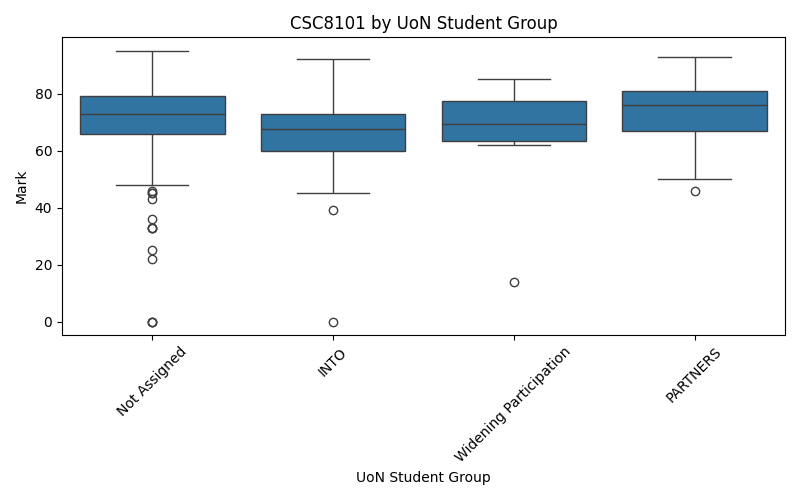 CSC8101 by UoN Student Group
Mark
80
60
40
20
0
Not Assigned
INTO
Widening Participation
PARTNERS
UoN Student Group